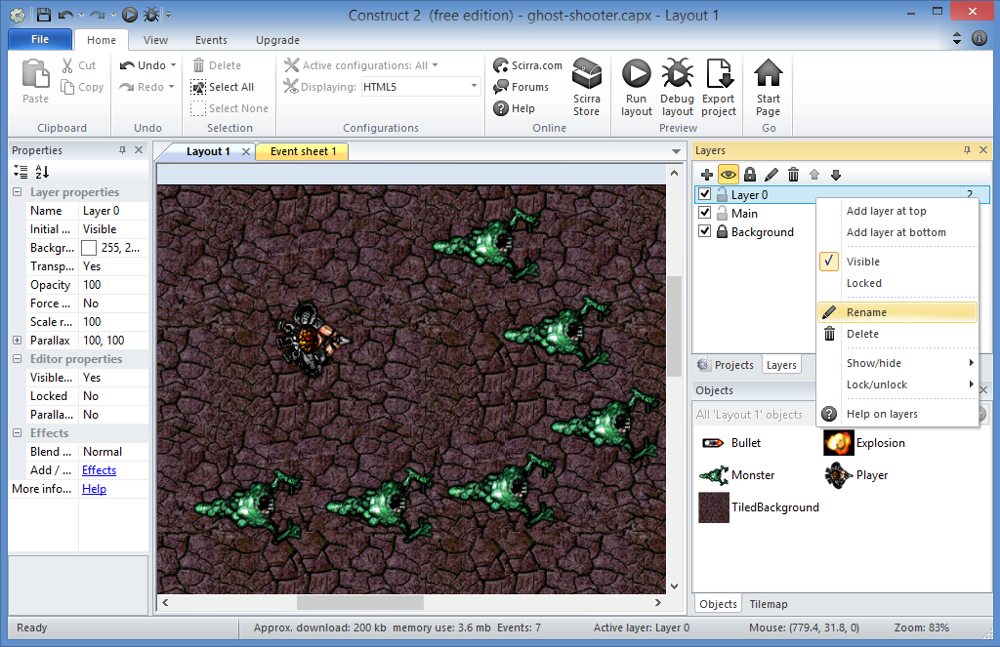 Construct 2 (free edition) - ghost-shooter.capx - Layout 1
File Home View Events Upgrade
Paste
Cut
Copy
Clipboard
Undo
Redo
Undo
Delete
Select All
Select None
Selection
Active configurations: All
Displaying: HTML5
Configurations
Scirra.com
Forums
Help
Scirra
Store
Online
Run
layout
Debug
layout
Export
project
Preview
Start
Page
Go
Properties
A
Z
Layer properties
Name Layer 0
Initial ... Visible
Backgr... 255, 2...
Transp... Yes
Opacity 100
Force ... No
Scale r... 100
Parallax 100, 100
Editor properties
Visible... Yes
Locked No
Paralla... No
Effects
Blend ... Normal
Add / ... Effects
More info... Help
Layout 1
Event sheet 1
Layers
Layer 0 2
Main
Background
Add layer at top
Add layer at bottom
Visible
Locked
Rename
Delete
Show/hide
Lock/unlock
Help on layers
Projects Layers
Objects
All 'Layout 1' objects
Bullet
Explosion
Monster
Player
TiledBackground
Objects Tilemap
Ready
Approx. download: 200 kb memory use: 3.6 mb Events: 7
Active layer: Layer 0
Mouse: (779.4, 31.8, 0)
Zoom: 83%